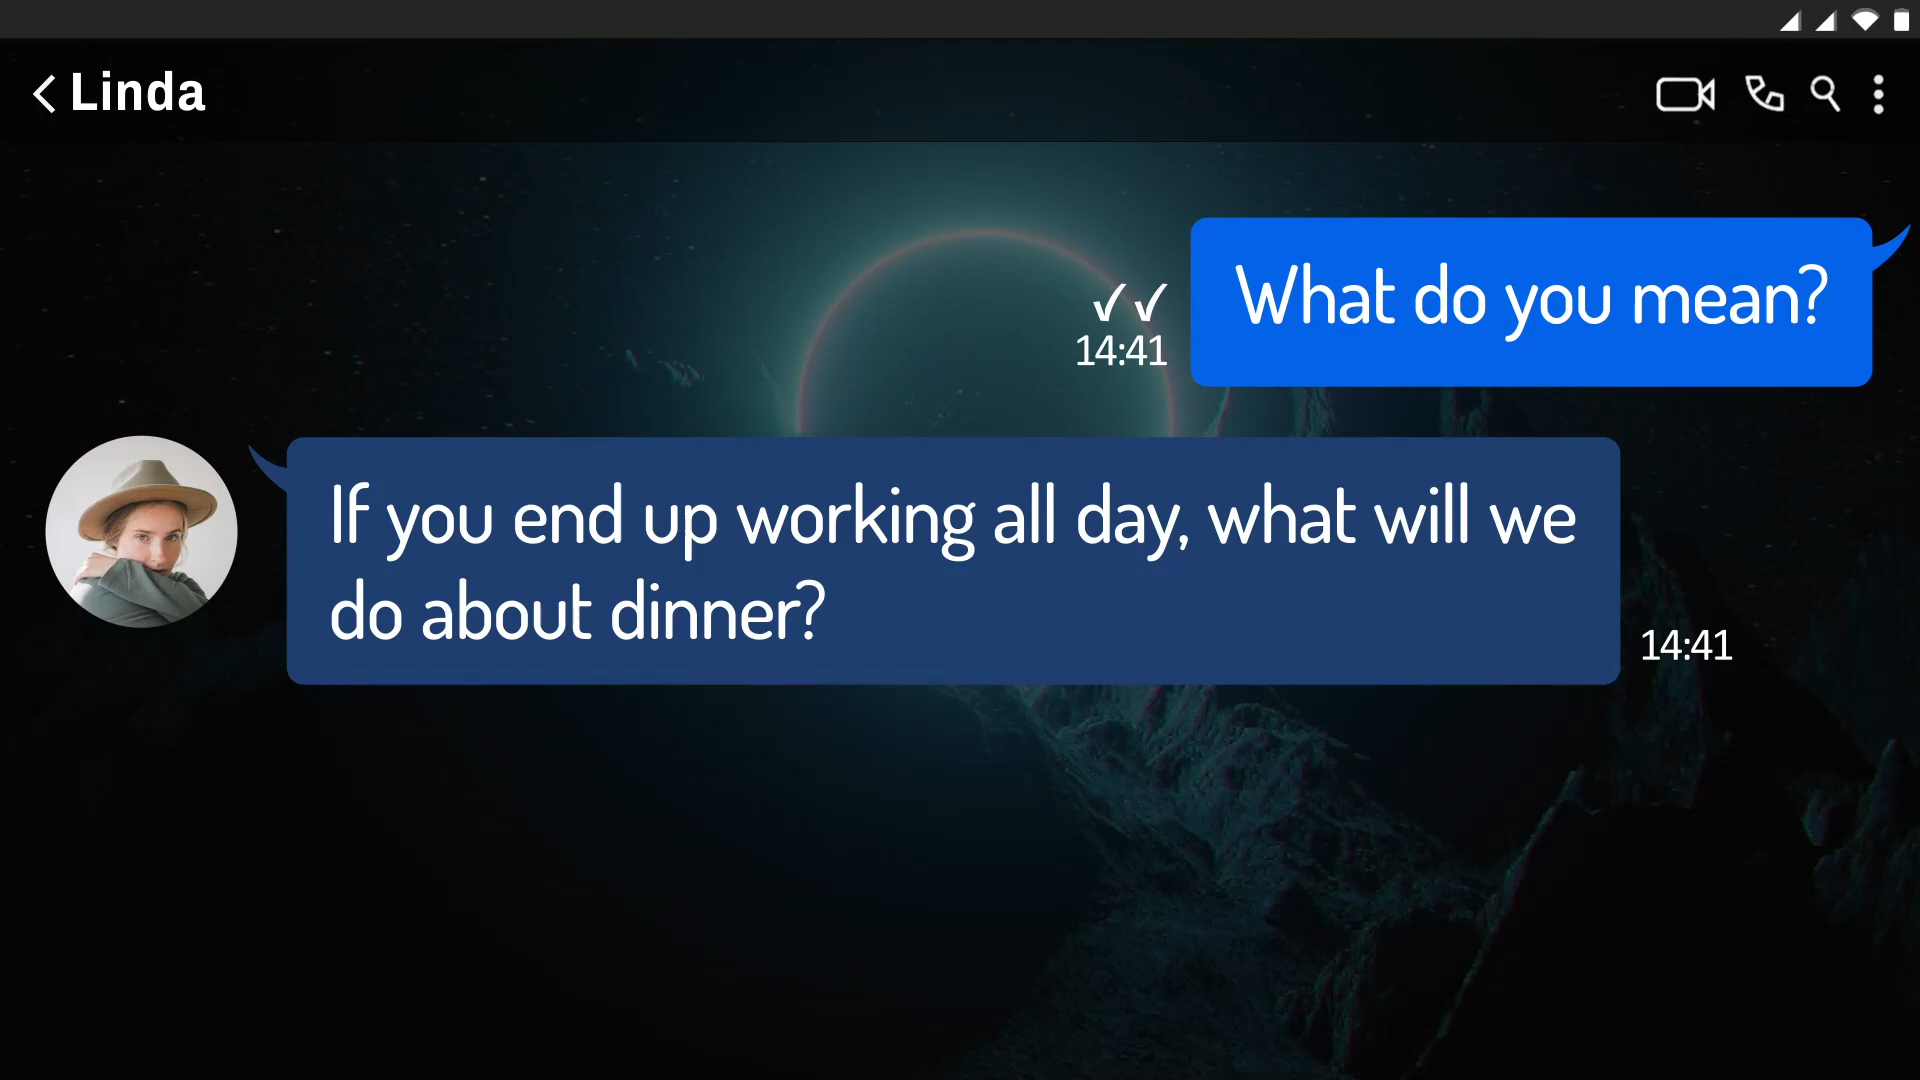 Linda
What do you mean?
14:41
If you end up working all day, what will we
do about dinner?
14:41